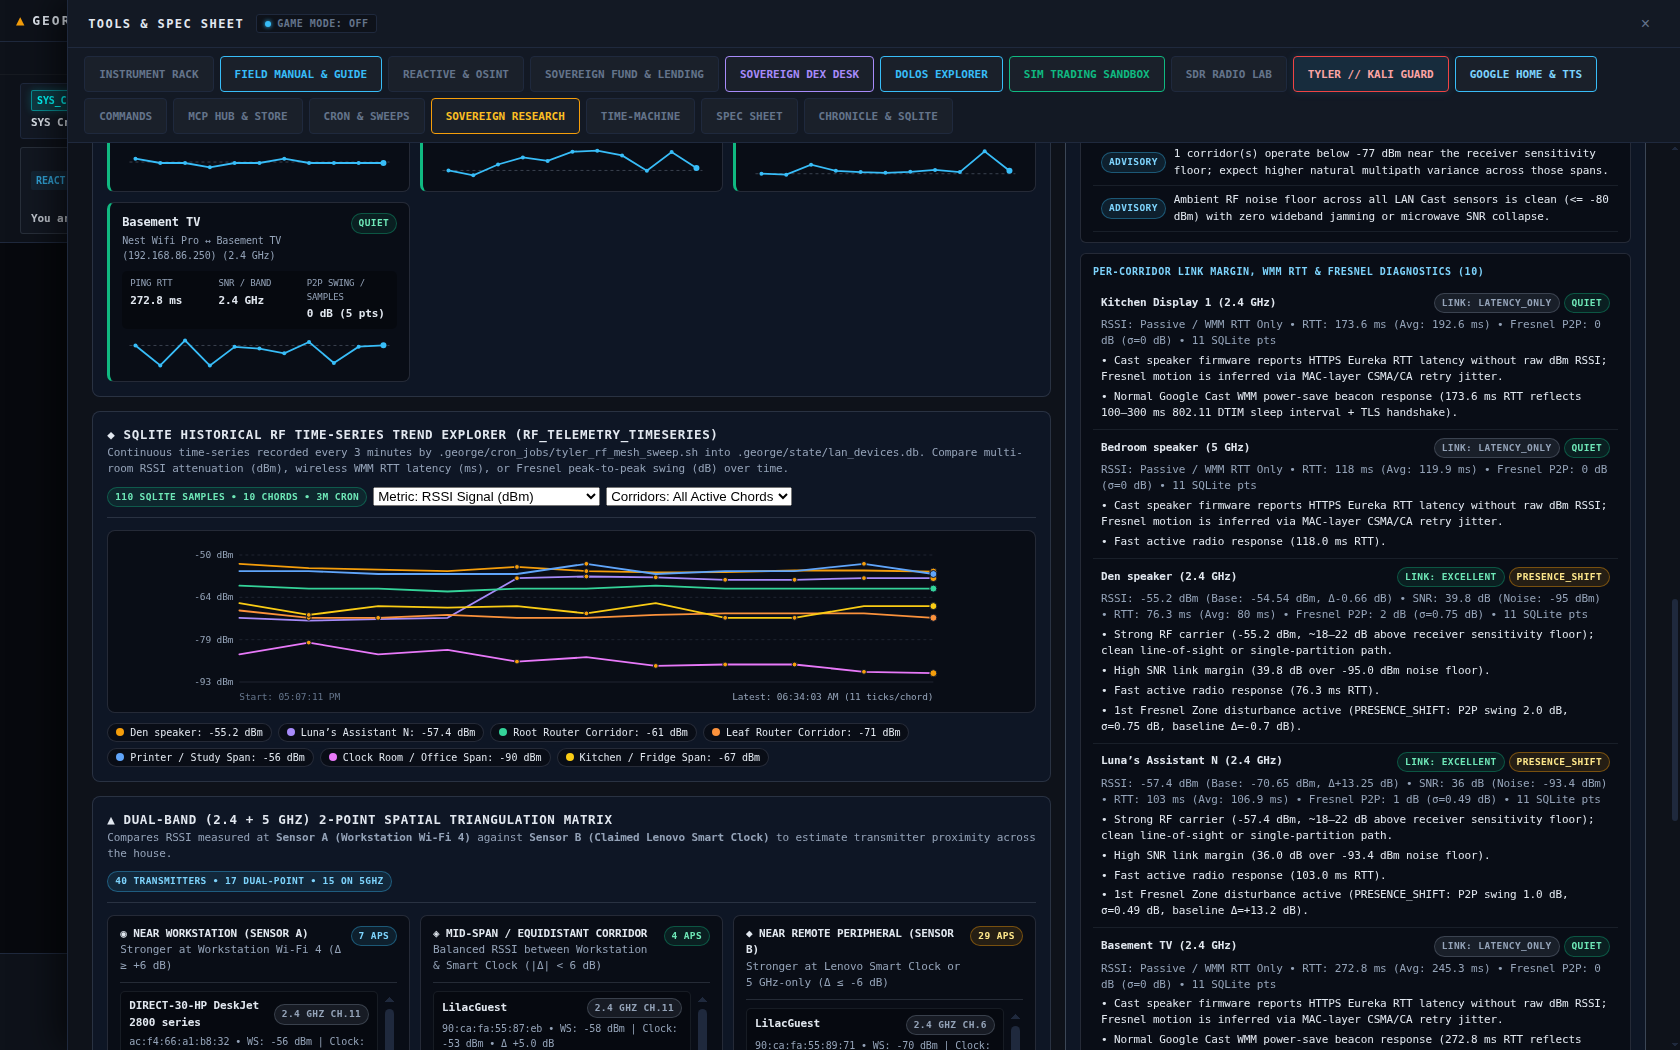 ▲ GEOR
TOOLS & SPEC SHEET
GAME MODE: OFF
×
INSTRUMENT RACK
FIELD MANUAL & GUIDE
REACTIVE & OSINT
SOVEREIGN FUND & LENDING
SOVEREIGN DEX DESK
DOLOS EXPLORER
SIM TRADING SANDBOX
SDR RADIO LAB
TYLER // KALI GUARD
GOOGLE HOME & TTS
COMMANDS
MCP HUB & STORE
CRON & SWEEPS
SOVEREIGN RESEARCH
TIME-MACHINE
SPEC SHEET
CHRONICLE & SQLITE
SYS_C
SYS Cr
REACT
You ar
Basement TV
QUIET
Nest Wifi Pro ↔ Basement TV
(192.168.86.250) (2.4 GHz)
PING RTT
272.8 ms
SNR / BAND
2.4 GHz
P2P SWING /
SAMPLES
0 dB (5 pts)
◆ SQLITE HISTORICAL RF TIME-SERIES TREND EXPLORER (RF_TELEMETRY_TIMESERIES)
Continuous time-series recorded every 3 minutes by .george/cron_jobs/tyler_rf_mesh_sweep.sh into .george/state/lan_devices.db. Compare multi-
room RSSI attenuation (dBm), wireless WMM RTT latency (ms), or Fresnel peak-to-peak swing (dB) over time.
110 SQLITE SAMPLES • 10 CHORDS • 3M CRON
Metric: RSSI Signal (dBm)
Corridors: All Active Chords
-50 dBm
-64 dBm
-79 dBm
-93 dBm
Start: 05:07:11 PM
Latest: 06:34:03 AM (11 ticks/chord)
Den speaker: -55.2 dBm
Luna’s Assistant N: -57.4 dBm
Root Router Corridor: -61 dBm
Leaf Router Corridor: -71 dBm
Printer / Study Span: -56 dBm
Clock Room / Office Span: -90 dBm
Kitchen / Fridge Span: -67 dBm
▲ DUAL-BAND (2.4 + 5 GHZ) 2-POINT SPATIAL TRIANGULATION MATRIX
Compares RSSI measured at Sensor A (Workstation Wi-Fi 4) against Sensor B (Claimed Lenovo Smart Clock) to estimate transmitter proximity across
the house.
40 TRANSMITTERS • 17 DUAL-POINT • 15 ON 5GHZ
◉ NEAR WORKSTATION (SENSOR A)
7 APS
Stronger at Workstation Wi-Fi 4 (Δ
≥ +6 dB)
DIRECT-30-HP DeskJet
2800 series
2.4 GHZ CH.11
ac:f4:66:a1:b8:32 • WS: -56 dBm | Clock:
◈ MID-SPAN / EQUIDISTANT CORRIDOR
4 APS
Balanced RSSI between Workstation
& Smart Clock (|Δ| < 6 dB)
LilacGuest
2.4 GHZ CH.11
90:ca:fa:55:87:eb • WS: -58 dBm | Clock:
-53 dBm • Δ +5.0 dB
◆ NEAR REMOTE PERIPHERAL (SENSOR
B)
29 APS
Stronger at Lenovo Smart Clock or
5 GHz-only (Δ ≤ -6 dB)
LilacGuest
2.4 GHZ CH.6
90:ca:fa:55:89:71 • WS: -70 dBm | Clock:
ADVISORY
1 corridor(s) operate below -77 dBm near the receiver sensitivity
floor; expect higher natural multipath variance across those spans.
ADVISORY
Ambient RF noise floor across all LAN Cast sensors is clean (<= -80
dBm) with zero wideband jamming or microwave SNR collapse.
PER-CORRIDOR LINK MARGIN, WMM RTT & FRESNEL DIAGNOSTICS (10)
Kitchen Display 1 (2.4 GHz)
LINK: LATENCY_ONLY
QUIET
RSSI: Passive / WMM RTT Only • RTT: 173.6 ms (Avg: 192.6 ms) • Fresnel P2P: 0
dB (σ=0 dB) • 11 SQLite pts
• Cast speaker firmware reports HTTPS Eureka RTT latency without raw dBm RSSI;
Fresnel motion is inferred via MAC-layer CSMA/CA retry jitter.
• Normal Google Cast WMM power-save beacon response (173.6 ms RTT reflects
100–300 ms 802.11 DTIM sleep interval + TLS handshake).
Bedroom speaker (5 GHz)
LINK: LATENCY_ONLY
QUIET
RSSI: Passive / WMM RTT Only • RTT: 118 ms (Avg: 119.9 ms) • Fresnel P2P: 0 dB
(σ=0 dB) • 11 SQLite pts
• Cast speaker firmware reports HTTPS Eureka RTT latency without raw dBm RSSI;
Fresnel motion is inferred via MAC-layer CSMA/CA retry jitter.
• Fast active radio response (118.0 ms RTT).
Den speaker (2.4 GHz)
LINK: EXCELLENT
PRESENCE_SHIFT
RSSI: -55.2 dBm (Base: -54.54 dBm, Δ-0.66 dB) • SNR: 39.8 dB (Noise: -95 dBm)
• RTT: 76.3 ms (Avg: 80 ms) • Fresnel P2P: 2 dB (σ=0.75 dB) • 11 SQLite pts
• Strong RF carrier (-55.2 dBm, ~18–22 dB above receiver sensitivity floor);
clean line-of-sight or single-partition path.
• High SNR link margin (39.8 dB over -95.0 dBm noise floor).
• Fast active radio response (76.3 ms RTT).
• 1st Fresnel Zone disturbance active (PRESENCE_SHIFT: P2P swing 2.0 dB,
σ=0.75 dB, baseline Δ=-0.7 dB).
Luna’s Assistant N (2.4 GHz)
LINK: EXCELLENT
PRESENCE_SHIFT
RSSI: -57.4 dBm (Base: -70.65 dBm, Δ+13.25 dB) • SNR: 36 dB (Noise: -93.4 dBm)
• RTT: 103 ms (Avg: 106.9 ms) • Fresnel P2P: 1 dB (σ=0.49 dB) • 11 SQLite pts
• Strong RF carrier (-57.4 dBm, ~18–22 dB above receiver sensitivity floor);
clean line-of-sight or single-partition path.
• High SNR link margin (36.0 dB over -93.4 dBm noise floor).
• Fast active radio response (103.0 ms RTT).
• 1st Fresnel Zone disturbance active (PRESENCE_SHIFT: P2P swing 1.0 dB,
σ=0.49 dB, baseline Δ=+13.2 dB).
Basement TV (2.4 GHz)
LINK: LATENCY_ONLY
QUIET
RSSI: Passive / WMM RTT Only • RTT: 272.8 ms (Avg: 245.3 ms) • Fresnel P2P: 0
dB (σ=0 dB) • 11 SQLite pts
• Cast speaker firmware reports HTTPS Eureka RTT latency without raw dBm RSSI;
Fresnel motion is inferred via MAC-layer CSMA/CA retry jitter.
• Normal Google Cast WMM power-save beacon response (272.8 ms RTT reflects